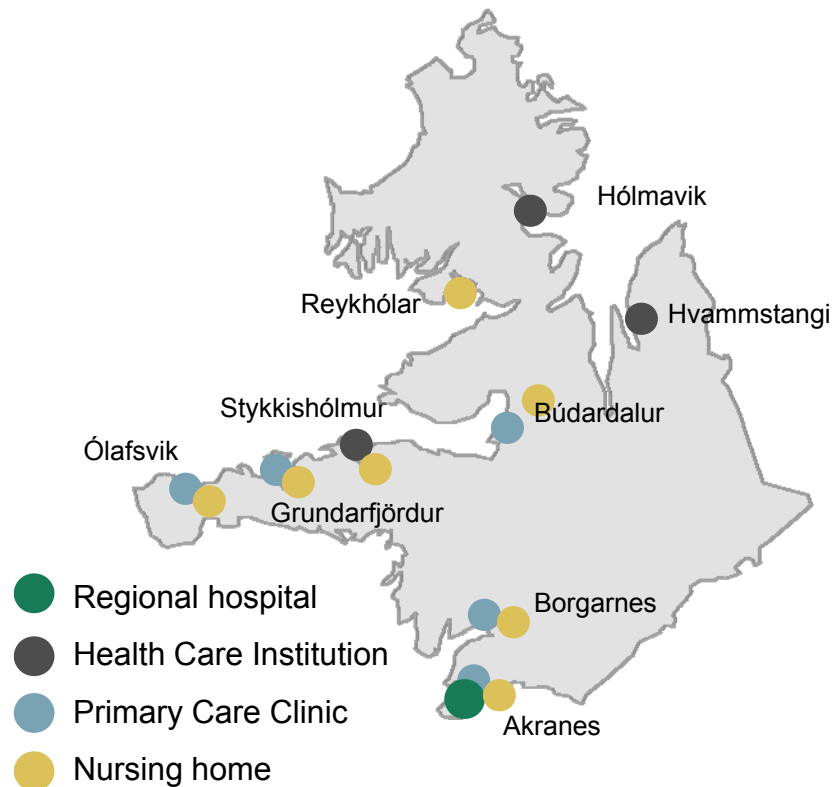 Hólmavik
Reykhólar
Hvammstangi
Stykkishólmur
Búdardalur
Ólafsvik
Grundarfjördur
Borgarnes
Akranes
Regional hospital
Health Care Institution
Primary Care Clinic
Nursing home